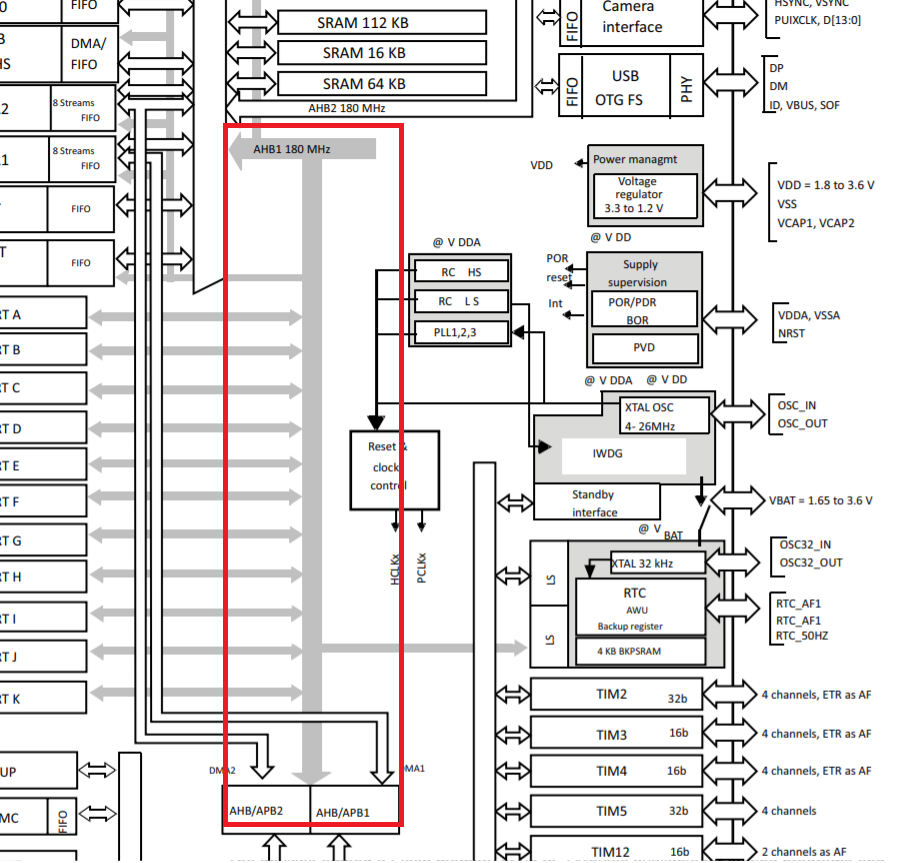 0
FIFO
B
HS
DMA/
FIFO
2
8 Streams
FIFO
1
8 Streams
FIFO
FIFO
T
FIFO
RT A
RT B
RT C
RT D
RT E
RT F
RT G
RT H
RT I
RT J
RT K
UP
MC
FIFO
SRAM 112 KB
SRAM 16 KB
SRAM 64 KB
AHB2 180 MHz
AHB1 180 MHz
DMA2
DMA1
AHB/APB2
AHB/APB1
FIFO
Camera
interface
HSYNC, VSYNC
PUIXCLK, D[13:0]
FIFO
USB
OTG FS
PHY
DP
DM
ID, VBUS, SOF
VDD
Power managmt
Voltage
regulator
3.3 to 1.2 V
VDD = 1.8 to 3.6 V
VSS
VCAP1, VCAP2
@ V DD
@ V DDA
RC HS
RC L S
PLL1,2,3
POR
reset
Int
Supply
supervision
POR/PDR
BOR
PVD
VDDA, VSSA
NRST
@ V DDA @ V DD
XTAL OSC
4- 26MHz
OSC_IN
OSC_OUT
IWDG
Reset &
clock
control
HCLKx
PCLKx
Standby
interface
VBAT = 1.65 to 3.6 V
@ V BAT
OSC32_IN
OSC32_OUT
LS
LS
XTAL 32 kHz
RTC
AWU
Backup register
4 KB BKPSRAM
RTC_AF1
RTC_AF1
RTC_50HZ
TIM2 32b
4 channels, ETR as AF
TIM3 16b
4 channels, ETR as AF
TIM4 16b
4 channels, ETR as AF
TIM5 32b
4 channels
TIM12 16b
2 channels as AF